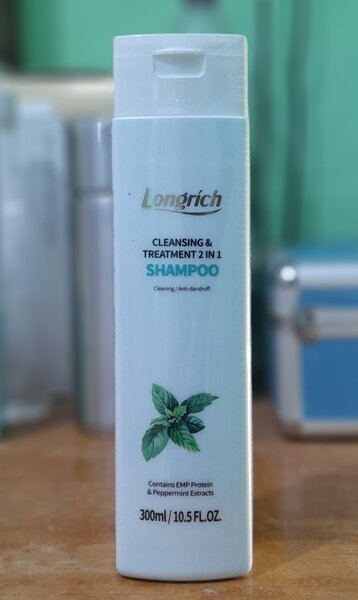 Longrich
CLEANSING &
TREATMENT 2 IN 1
SHAMPOO
Cleaning / Anti-dandruff
Contains EMP Protein
& Peppermint Extracts
300ml / 10.5 FL.OZ.